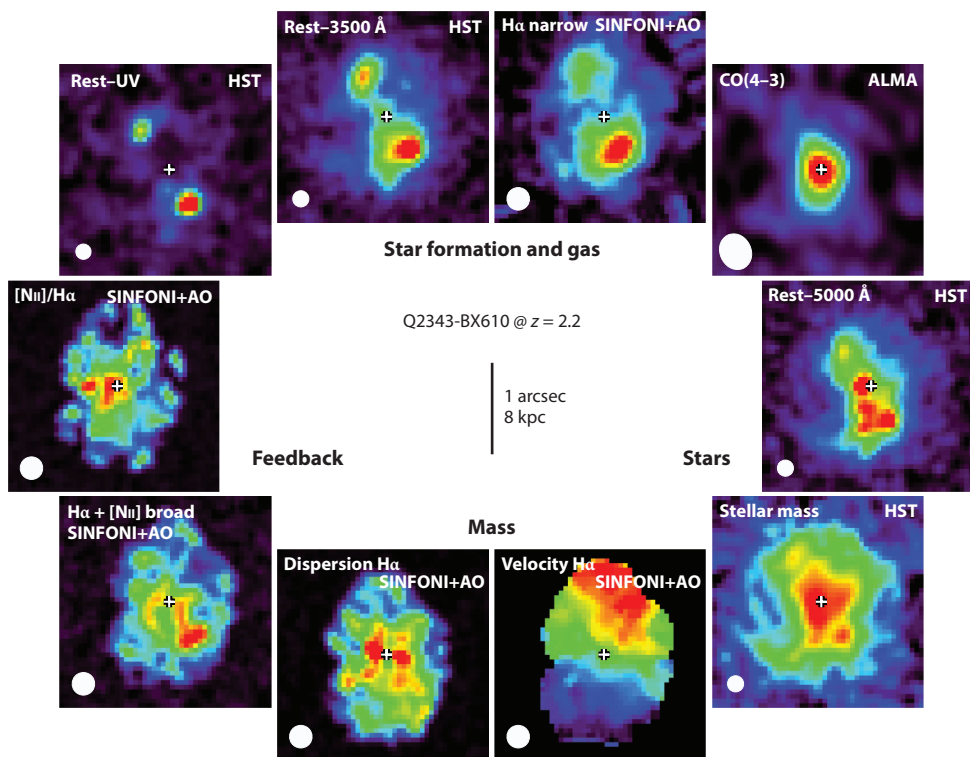 Rest–3500 Å HST
Hα narrow SINFONI+AO
Rest–UV HST
CO(4–3) ALMA
Star formation and gas
[NII]/Hα SINFONI+AO
Rest–5000 Å HST
Q2343-BX610 @ z = 2.2
1 arcsec
8 kpc
Feedback
Stars
Hα + [NII] broad
SINFONI+AO
Stellar mass HST
Mass
Dispersion Hα
SINFONI+AO
Velocity Hα
SINFONI+AO